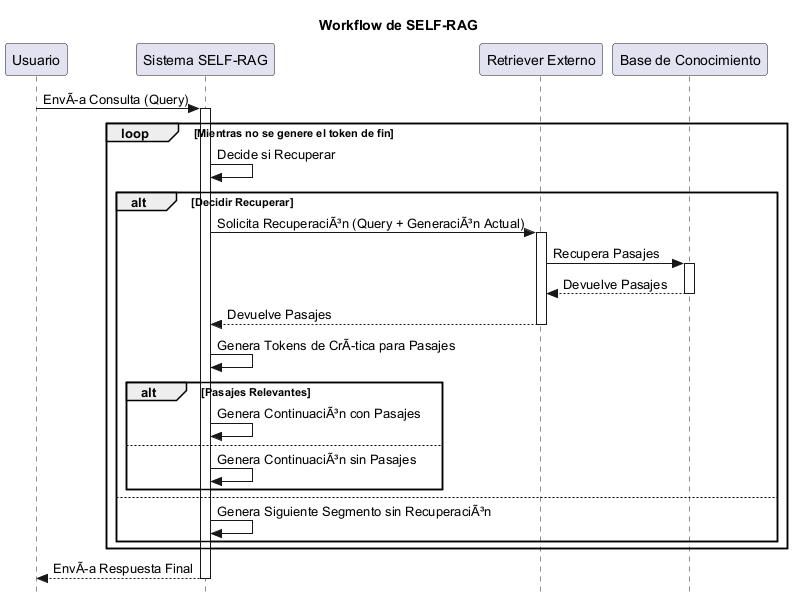 Workflow de SELF-RAG
Usuario
Sistema SELF-RAG
Retriever Externo
Base de Conocimiento
EnvÃ-a Consulta (Query)
loop [Mientras no se genere el token de fin]
Decide si Recuperar
alt [Decidir Recuperar]
Solicita RecuperaciÃ³n (Query + GeneraciÃ³n Actual)
Recupera Pasajes
Devuelve Pasajes
Devuelve Pasajes
Genera Tokens de CrÃ-tica para Pasajes
alt [Pasajes Relevantes]
Genera ContinuaciÃ³n con Pasajes
Genera ContinuaciÃ³n sin Pasajes
Genera Siguiente Segmento sin RecuperaciÃ³n
EnvÃ-a Respuesta Final